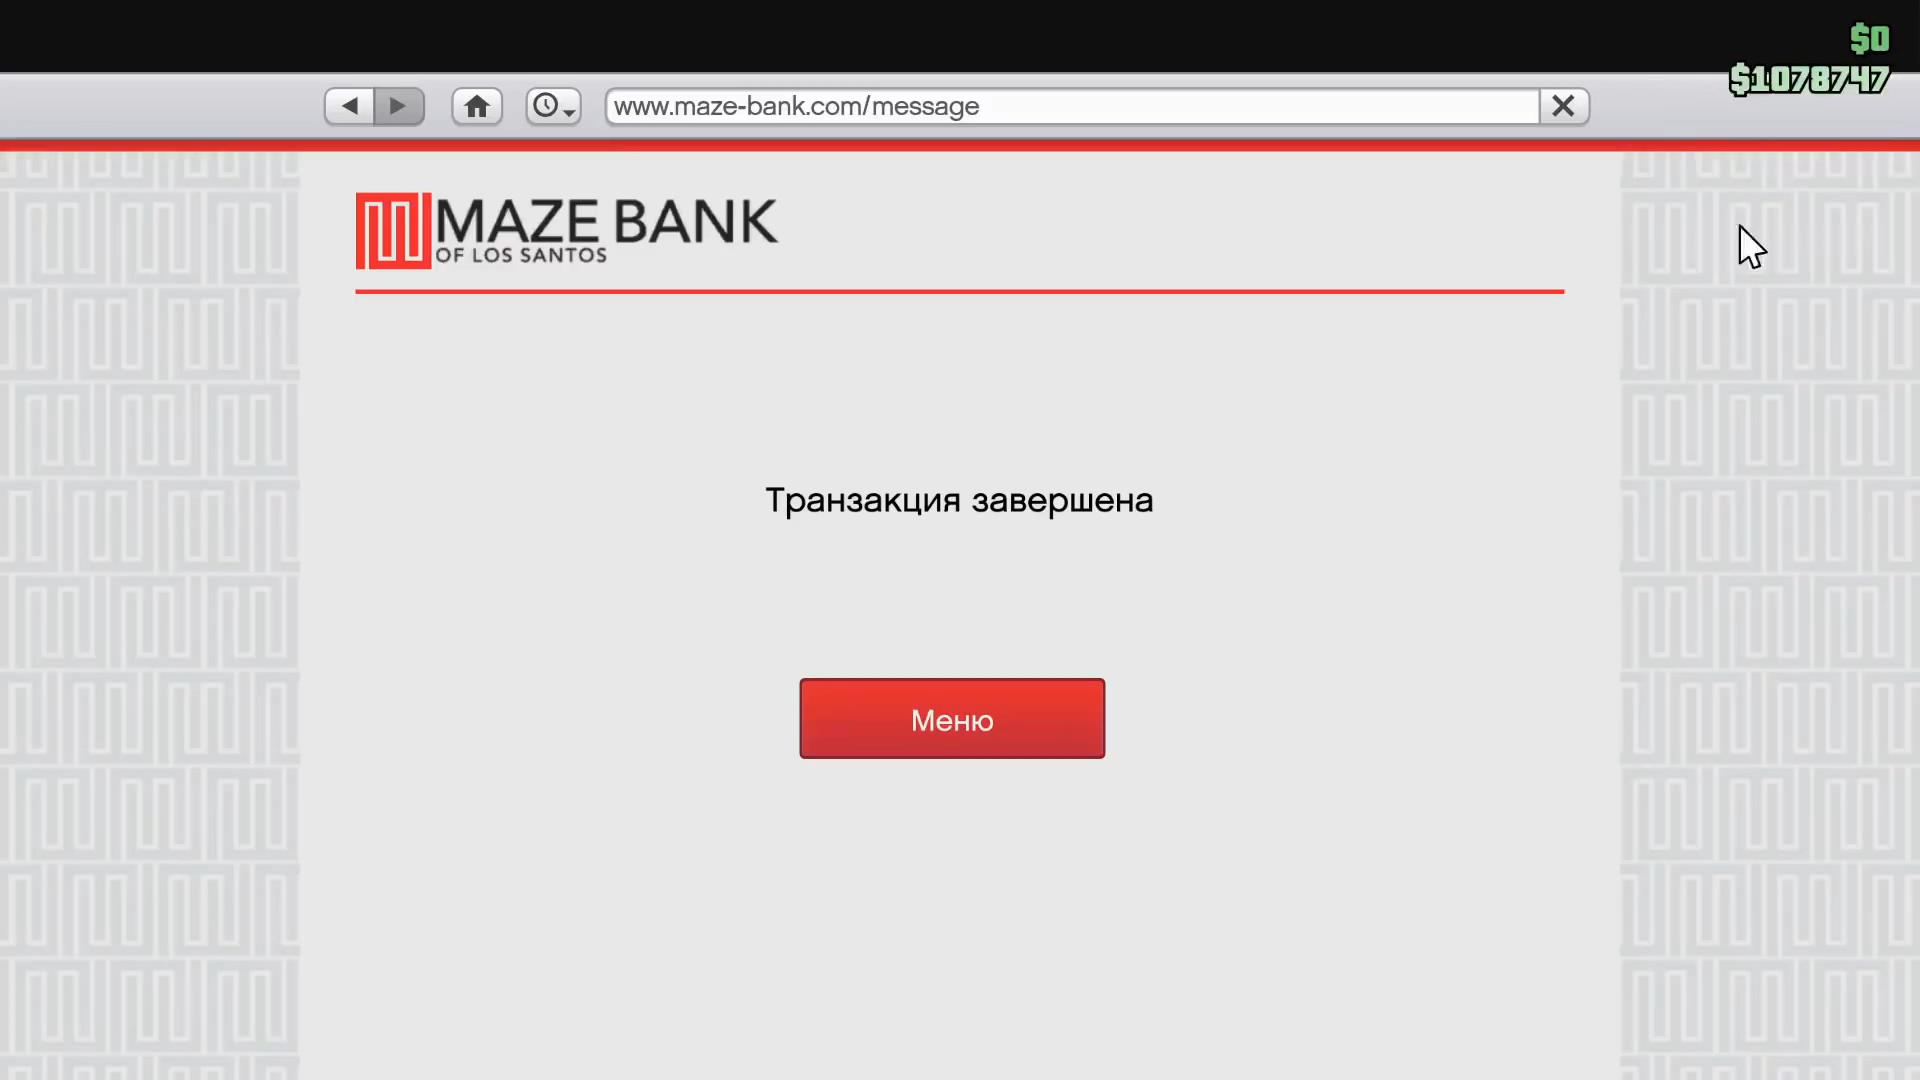 $0
$1078747
www.maze-bank.com/message
MAZE BANK
OF LOS SANTOS
Транзакция завершена
Меню